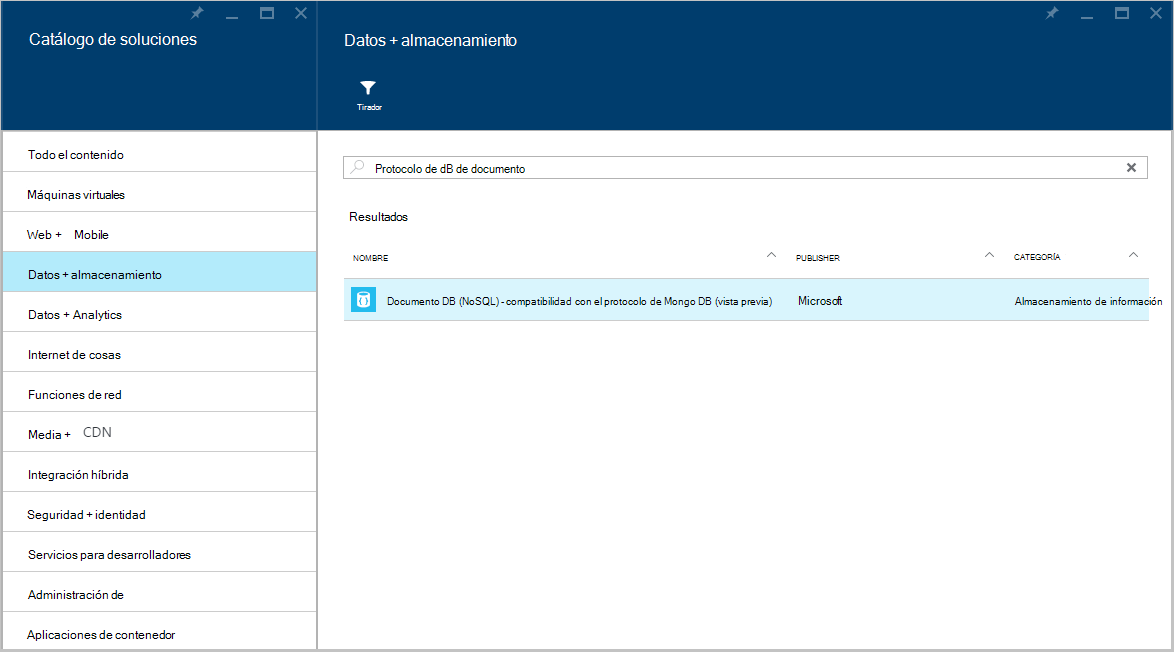 Catálogo de soluciones
Todo el contenido
Máquinas virtuales
Web + Mobile
Datos + almacenamiento
Datos + Analytics
Internet de cosas
Funciones de red
Media + CDN
Integración híbrida
Seguridad + identidad
Servicios para desarrolladores
Administración de
Aplicaciones de contenedor
Datos + almacenamiento
Tirador
Protocolo de dB de documento
Resultados
NOMBRE PUBLISHER CATEGORÍA
Documento DB (NoSQL) - compatibilidad con el protocolo de Mongo DB (vista previa) Microsoft Almacenamiento de información